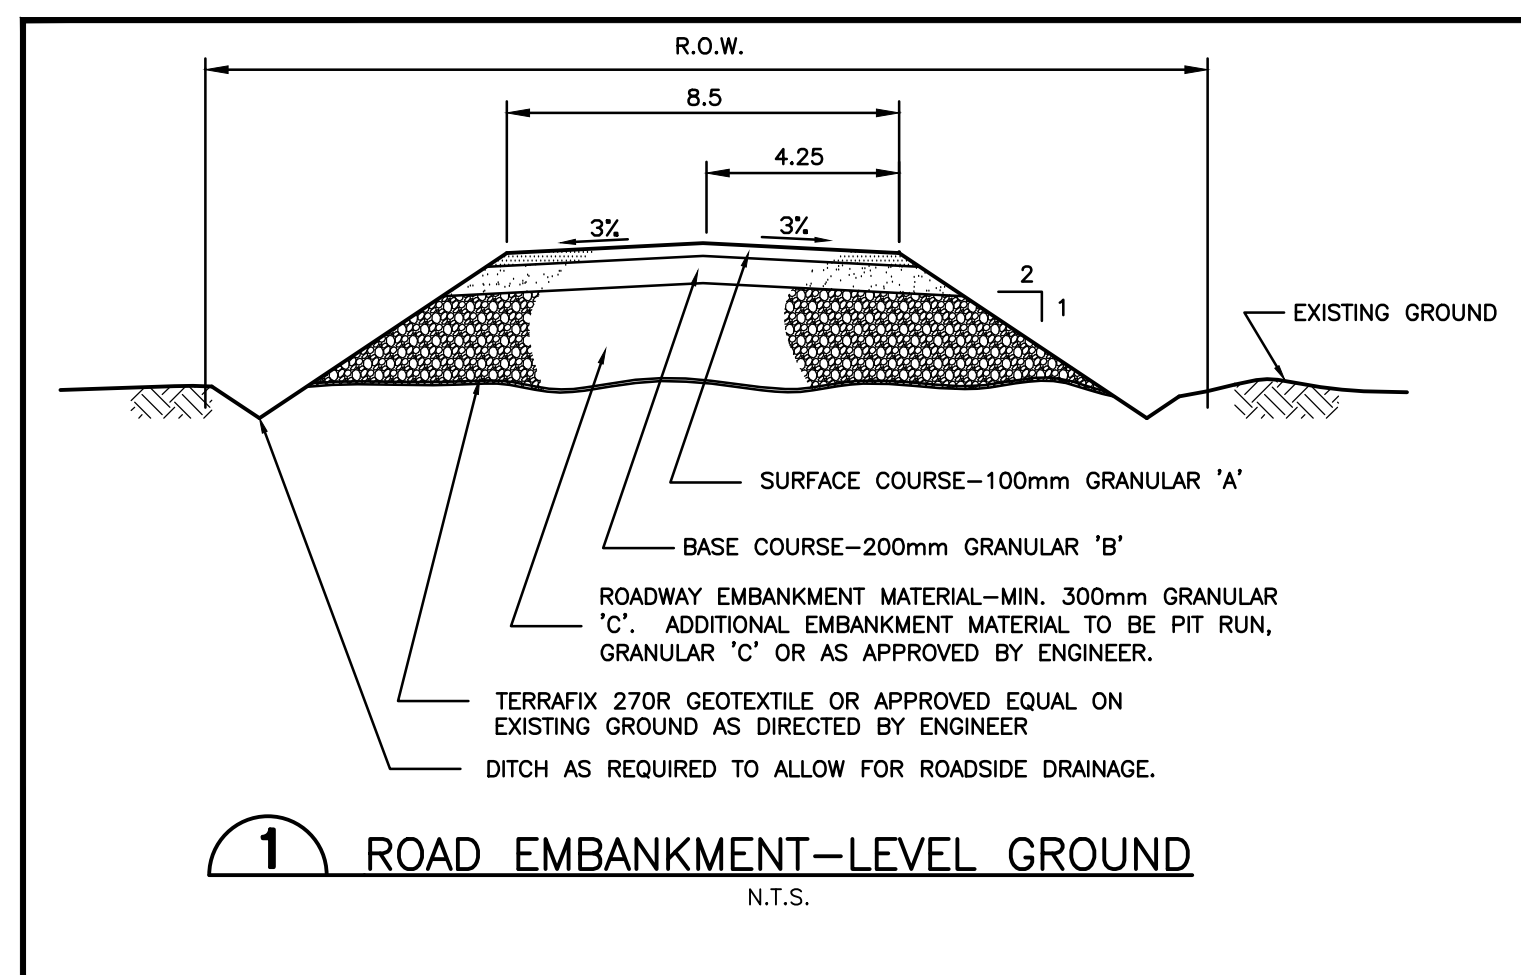 R.O.W.
8.5
4.25
3% 3%
2
1
EXISTING GROUND
SURFACE COURSE-100mm GRANULAR 'A'
BASE COURSE-200mm GRANULAR 'B'
ROADWAY EMBANKMENT MATERIAL-MIN. 300mm GRANULAR
'C'. ADDITIONAL EMBANKMENT MATERIAL TO BE PIT RUN,
GRANULAR 'C' OR AS APPROVED BY ENGINEER.
TERRAFIX 270R GEOTEXTILE OR APPROVED EQUAL ON
EXISTING GROUND AS DIRECTED BY ENGINEER
DITCH AS REQUIRED TO ALLOW FOR ROADSIDE DRAINAGE.
1 ROAD EMBANKMENT-LEVEL GROUND
N.T.S.